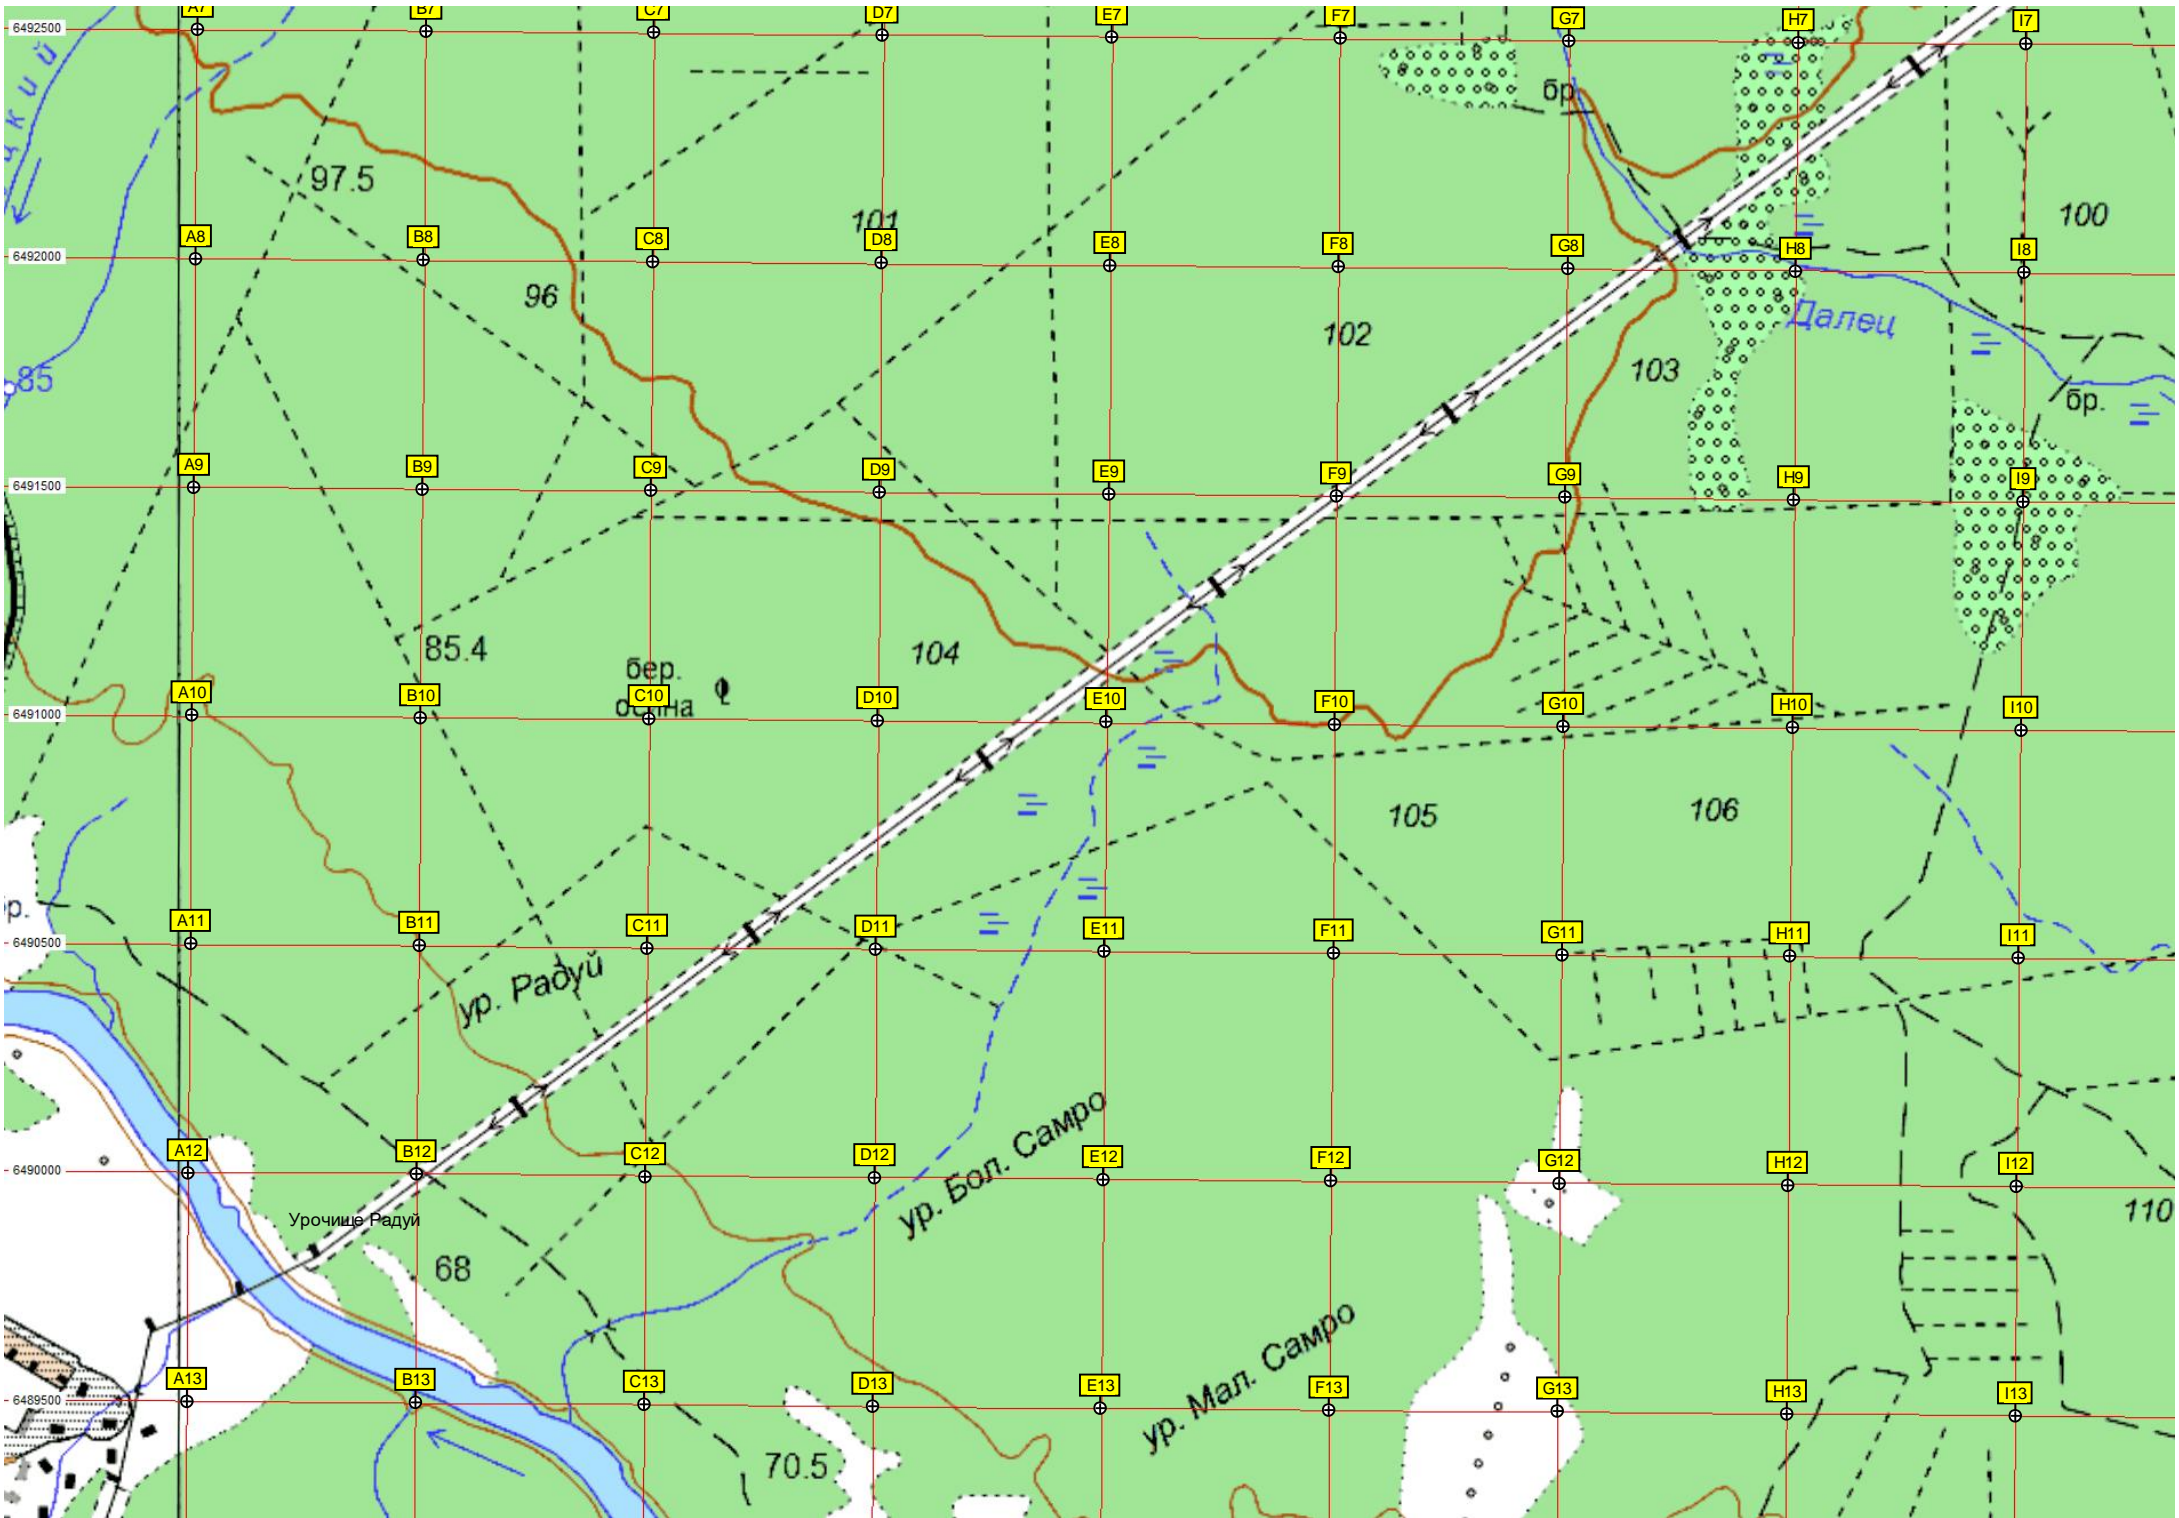 A7 B7 C7 D7 E7 F7 G7 H7 I7
6492500
цкий
бр.
97.5
101
100
A8 B8 C8 D8 E8 F8 G8 H8 I8
6492000
96
102
Далец
103
85
бр.
A9 B9 C9 D9 E9 F9 G9 H9 I9
6491500
85.4
104
бер.
осина
A10 B10 C10 D10 E10 F10 G10 H10 I10
6491000
105
106
р.
A11 B11 C11 D11 E11 F11 G11 H11 I11
6490500
ур. Радуй
ур. Бол. Самро
A12 B12 C12 D12 E12 F12 G12 H12 I12
6490000
110
Урочище Радуй
68
ур. Мал. Самро
A13 B13 C13 D13 E13 F13 G13 H13 I13
6489500
70.5